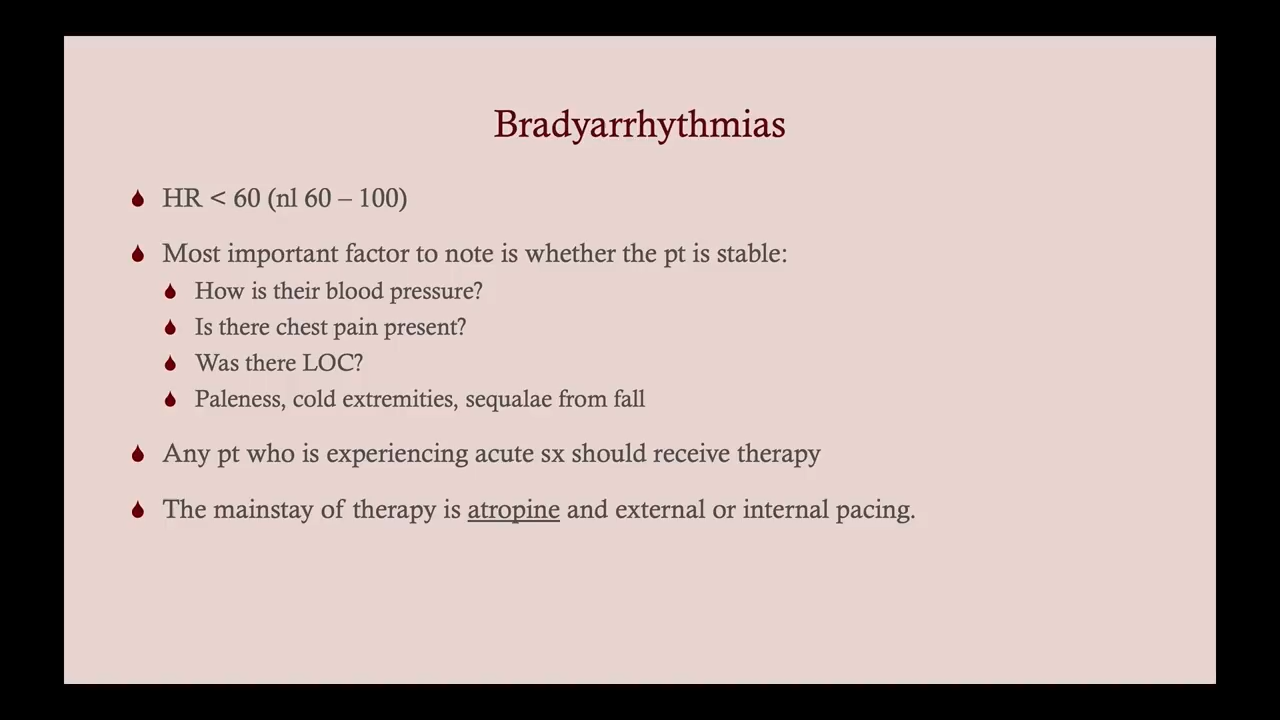 Bradyarrhythmias
HR < 60 (nl 60 – 100)
Most important factor to note is whether the pt is stable:
How is their blood pressure?
Is there chest pain present?
Was there LOC?
Paleness, cold extremities, sequalae from fall
Any pt who is experiencing acute sx should receive therapy
The mainstay of therapy is atropine and external or internal pacing.